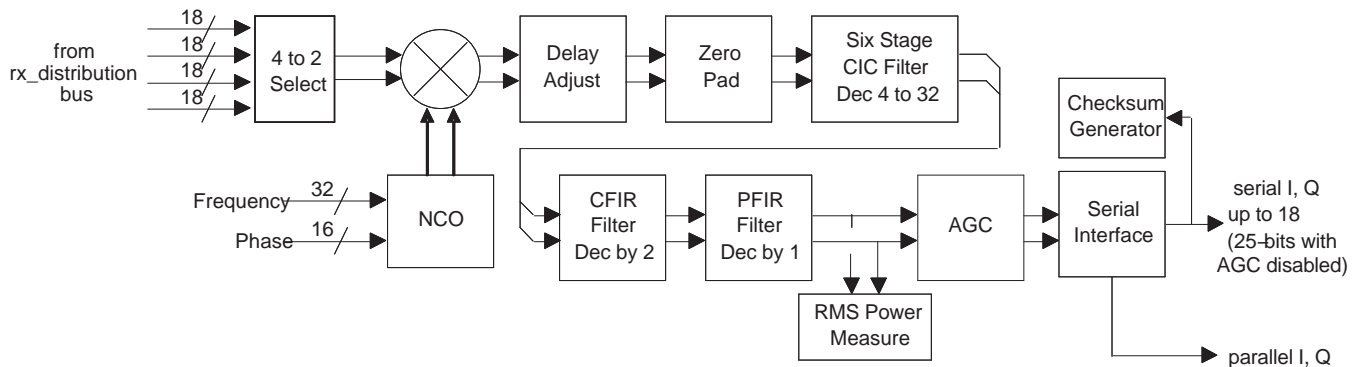 18
18
18
18
from
rx_distribution
bus
4 to 2
Select
Delay
Adjust
Zero
Pad
Six Stage
CIC Filter
Dec 4 to 32
Checksum
Generator
Frequency
32
Phase
16
NCO
CFIR
Filter
Dec by 2
PFIR
Filter
Dec by 1
AGC
Serial
Interface
serial I, Q
up to 18
(25–bits with
AGC disabled)
RMS Power
Measure
parallel I, Q